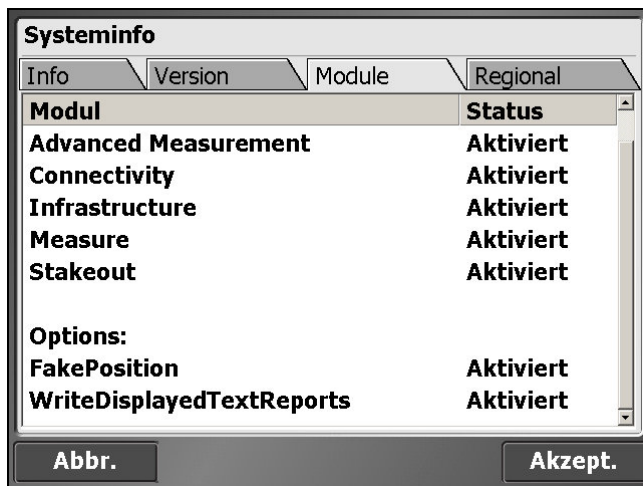 Systeminfo
Info Version Module Regional
Modul Status
Advanced Measurement Aktiviert
Connectivity Aktiviert
Infrastructure Aktiviert
Measure Aktiviert
Stakeout Aktiviert
Options:
FakePosition Aktiviert
WriteDisplayedTextReports Aktiviert
Abbr. Akzept.